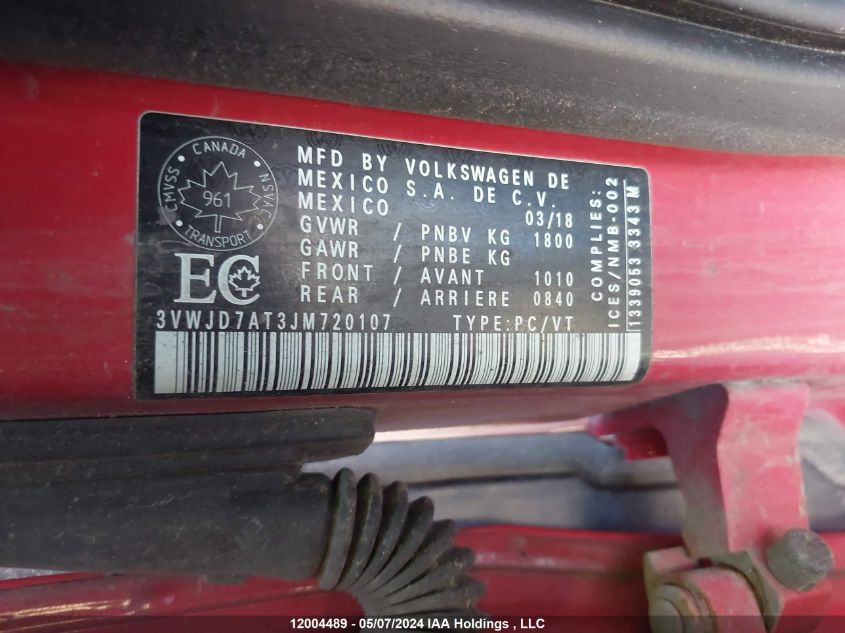 CANADA
CMVSS
NSVAC
961
TRANSPORT
EC
MFD BY VOLKSWAGEN DE
MEXICO S.A. DE C.V.
MEXICO 03/18
GVWR / PNBV KG 1800
GAWR / PNBE KG
FRONT / AVANT 1010
REAR / ARRIERE 0840
3VWJD7AT3JM720107 TYPE:PC/VT
COMPLIES:
ICES/NMB-002
1339053 3343 M
12004489 - 05/07/2024 IAA Holdings , LLC